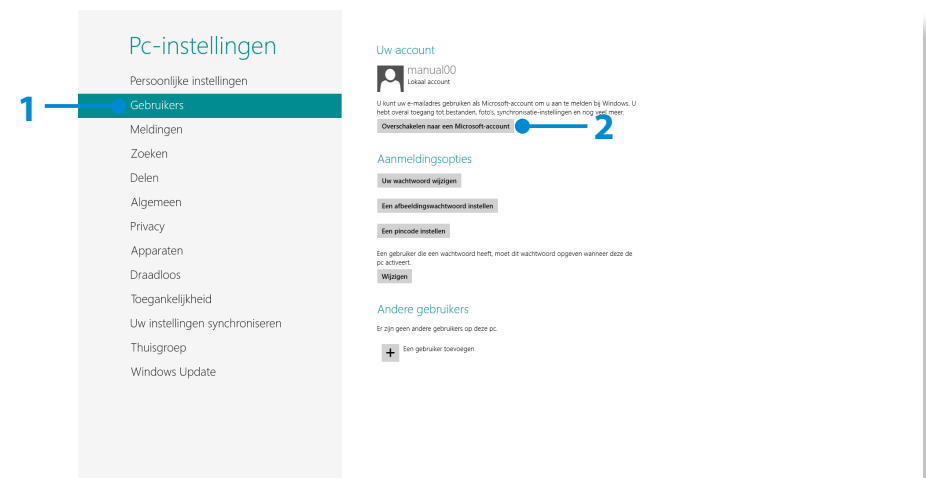 Pc-instellingen
Persoonlijke instellingen
1
Gebruikers
Meldingen
Zoeken
Delen
Algemeen
Privacy
Apparaten
Draadloos
Toegankelijkheid
Uw instellingen synchroniseren
Thuisgroep
Windows Update
Uw account
manual00
Lokaal account
U kunt uw e-mailadres gebruiken als Microsoft-account om u aan te melden bij Windows. U
hebt overal toegang tot bestanden, foto's, synchronisatie-instellingen en nog veel meer.
Overschakelen naar een Microsoft-account
2
Aanmeldingsopties
Uw wachtwoord wijzigen
Een afbeeldingswachtwoord instellen
Een pincode instellen
Een gebruiker die een wachtwoord heeft, moet dit wachtwoord opgeven wanneer deze de
pc activeert.
Wijzigen
Andere gebruikers
Er zijn geen andere gebruikers op deze pc.
+ Een gebruiker toevoegen